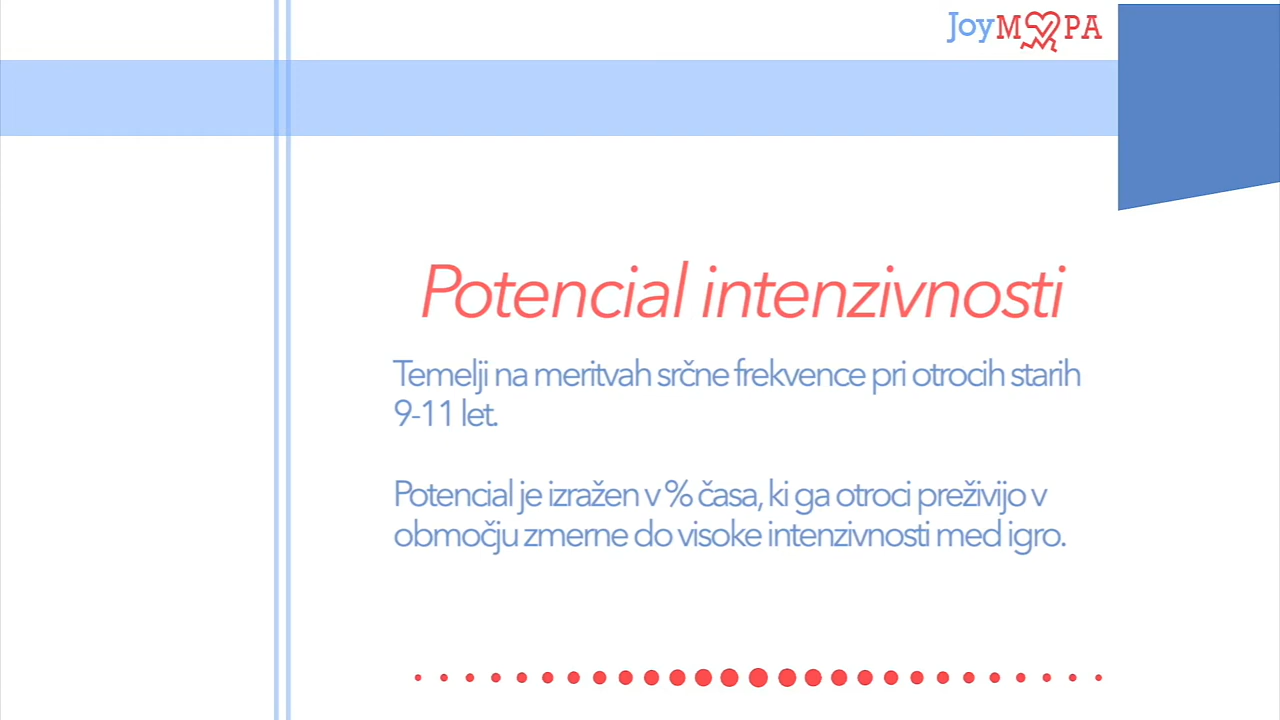 JoyMOPA
Potencial intenzivnosti
Temelji na meritvah srčne frekvence pri otrocih starih
9-11 let.
Potencial je izražen v % časa, ki ga otroci preživijo v
območju zmerne do visoke intenzivnosti med igro.